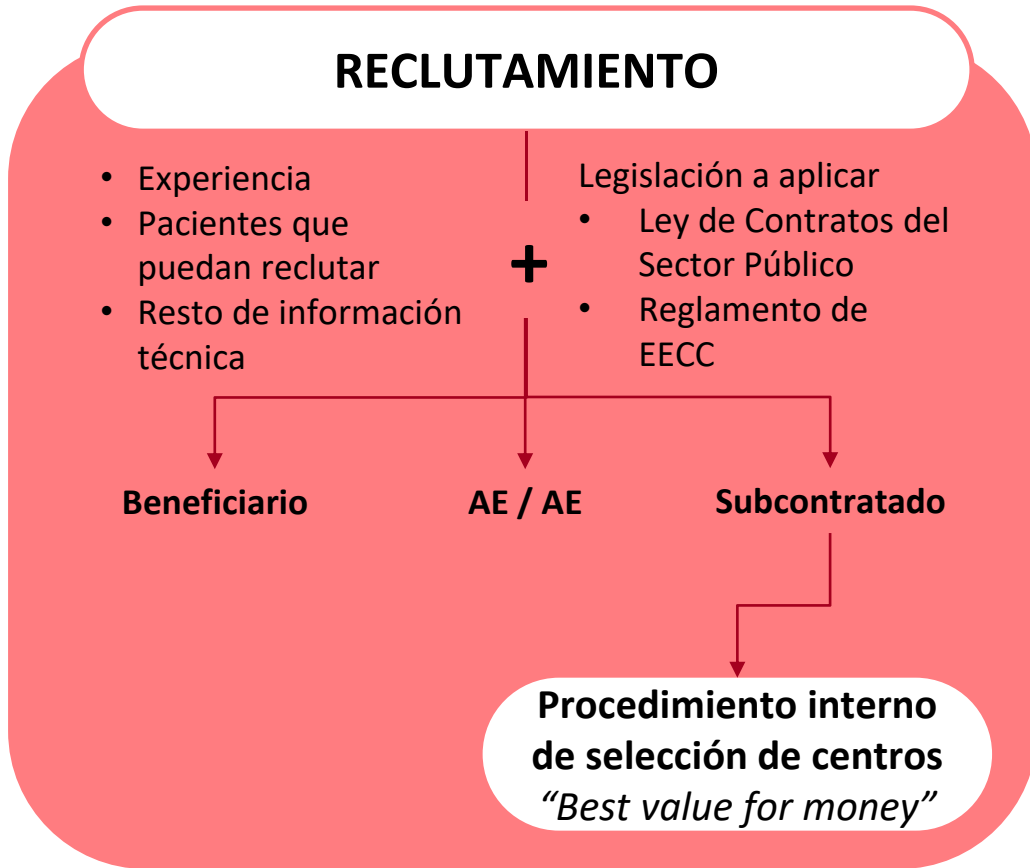 RECLUTAMIENTO
• Experiencia
• Pacientes que
puedan reclutar
• Resto de información
técnica
+
Legislación a aplicar
• Ley de Contratos del
Sector Público
• Reglamento de
EECC
Beneficiario
AE / AE
Subcontratado
Procedimiento interno
de selección de centros
“Best value for money”